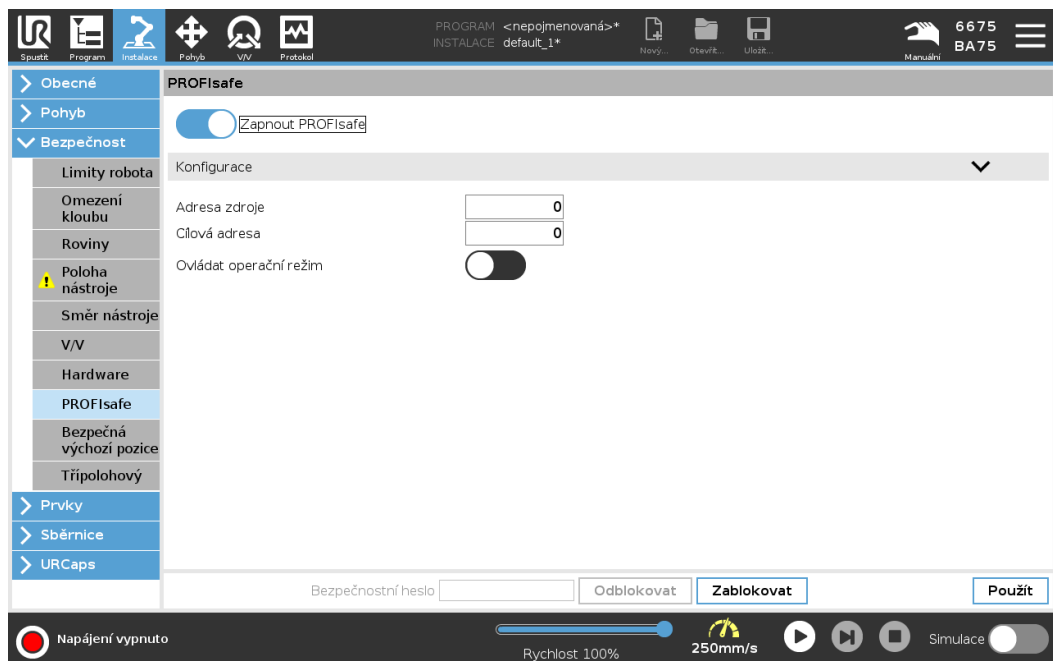 UR
Spustit
Program
Instalace
Pohyb
V/V
Protokol
PROGRAM <nepojmenovaná>*
INSTALACE default_1*
Nový...
Otevřít...
Uložit...
Manuální
6675
BA75
Obecné
Pohyb
Bezpečnost
Limity robota
Omezení
kloubu
Roviny
Poloha
nástroje
Směr nástroje
V/V
Hardware
PROFIsafe
Bezpečná
výchozí pozice
Třípolohový
Prvky
Sběrnice
URCaps
PROFIsafe
Zapnout PROFIsafe
Konfigurace
Adresa zdroje 0
Cílová adresa 0
Ovládat operační režim
Bezpečnostní heslo Odblokovat Zablokovat Použít
Napájení vypnuto
Rychlost 100%
250mm/s
Simulace